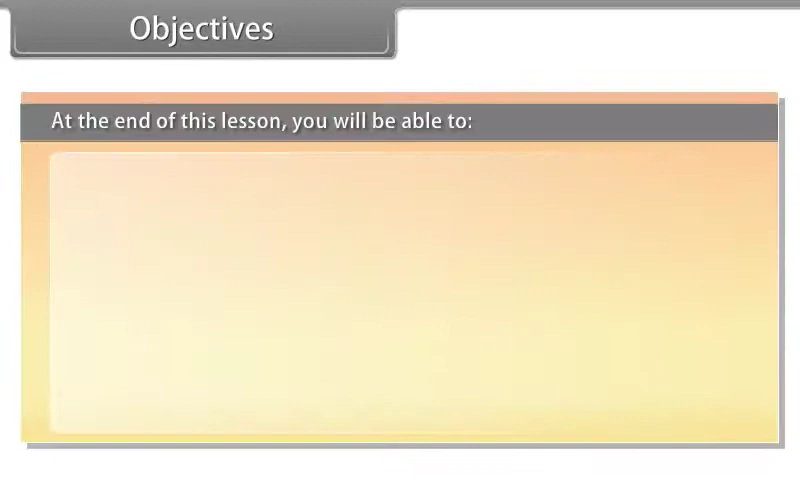 Objectives
At the end of this lesson, you will be able to: